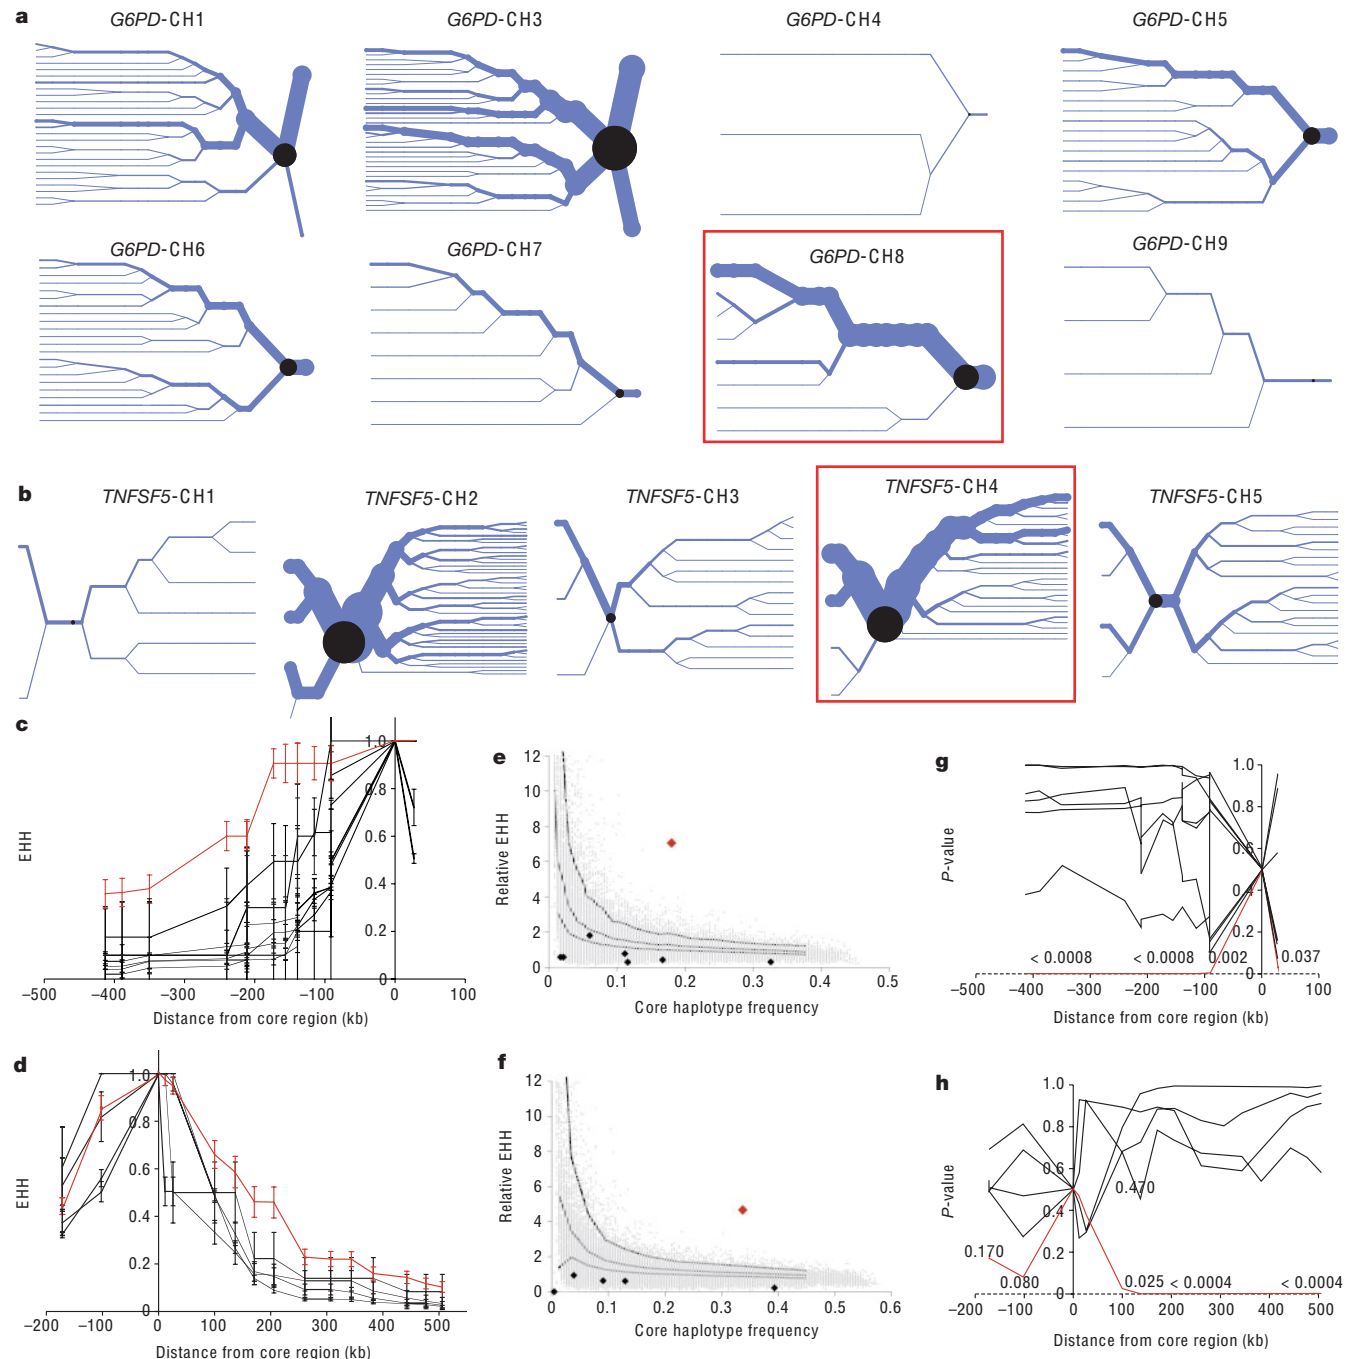 a
G6PD-CH1
G6PD-CH3
G6PD-CH4
G6PD-CH5
G6PD-CH6
G6PD-CH7
G6PD-CH8
G6PD-CH9
b
TNFSF5-CH1
TNFSF5-CH2
TNFSF5-CH3
TNFSF5-CH4
TNFSF5-CH5
c
EHH
1.0
0.8
0.6
0.4
0.2
0
−500 −400 −300 −200 −100 0 100
Distance from core region (kb)
e
Relative EHH
12
10
8
6
4
2
0
0 0.1 0.2 0.3 0.4 0.5
Core haplotype frequency
g
P-value
1.0
0.8
0.6
0.4
0.2
0
< 0.0008 < 0.0008 0.002 0.037
−500 −400 −300 −200 −100 0 100
Distance from core region (kb)
d
EHH
1.0
0.8
0.6
0.4
0.2
0
−200 −100 0 100 200 300 400 500
Distance from core region (kb)
f
Relative EHH
12
10
8
6
4
2
0
0 0.1 0.2 0.3 0.4 0.5 0.6
Core haplotype frequency
h
P-value
1.0
0.8
0.6
0.4
0.2
0
0.470
0.170
0.080
0.025 < 0.0004 < 0.0004
−200 −100 0 100 200 300 400 500
Distance from core region (kb)